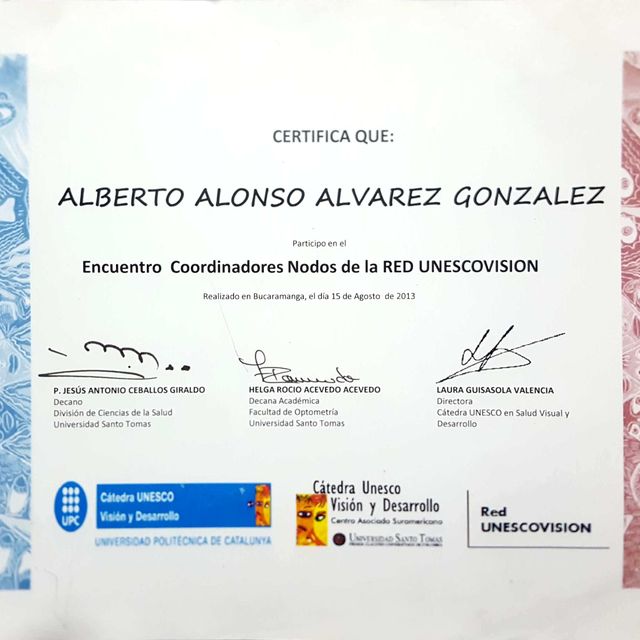 CERTIFICA QUE:
ALBERTO ALONSO ALVAREZ GONZALEZ
Participo en el
Encuentro Coordinadores Nodos de la RED UNESCOVISION
Realizado en Bucaramanga, el día 15 de Agosto de 2013
P. JESÚS ANTONIO CEBALLOS GIRALDO
Decano
División de Ciencias de la Salud
Universidad Santo Tomas
HELGA ROCIO ACEVEDO ACEVEDO
Decana Académica
Facultad de Optometría
Universidad Santo Tomas
LAURA GUISASOLA VALENCIA
Directora
Cátedra UNESCO en Salud Visual y
Desarrollo
UPC
Cátedra UNESCO
Visión y Desarrollo
UNIVERSIDAD POLITÉCNICA DE CATALUNYA
Cátedra Unesco
Visión y Desarrollo
Centro Asociado Suramericano
UNIVERSIDAD SANTO TOMAS
Red
UNESCOVISION